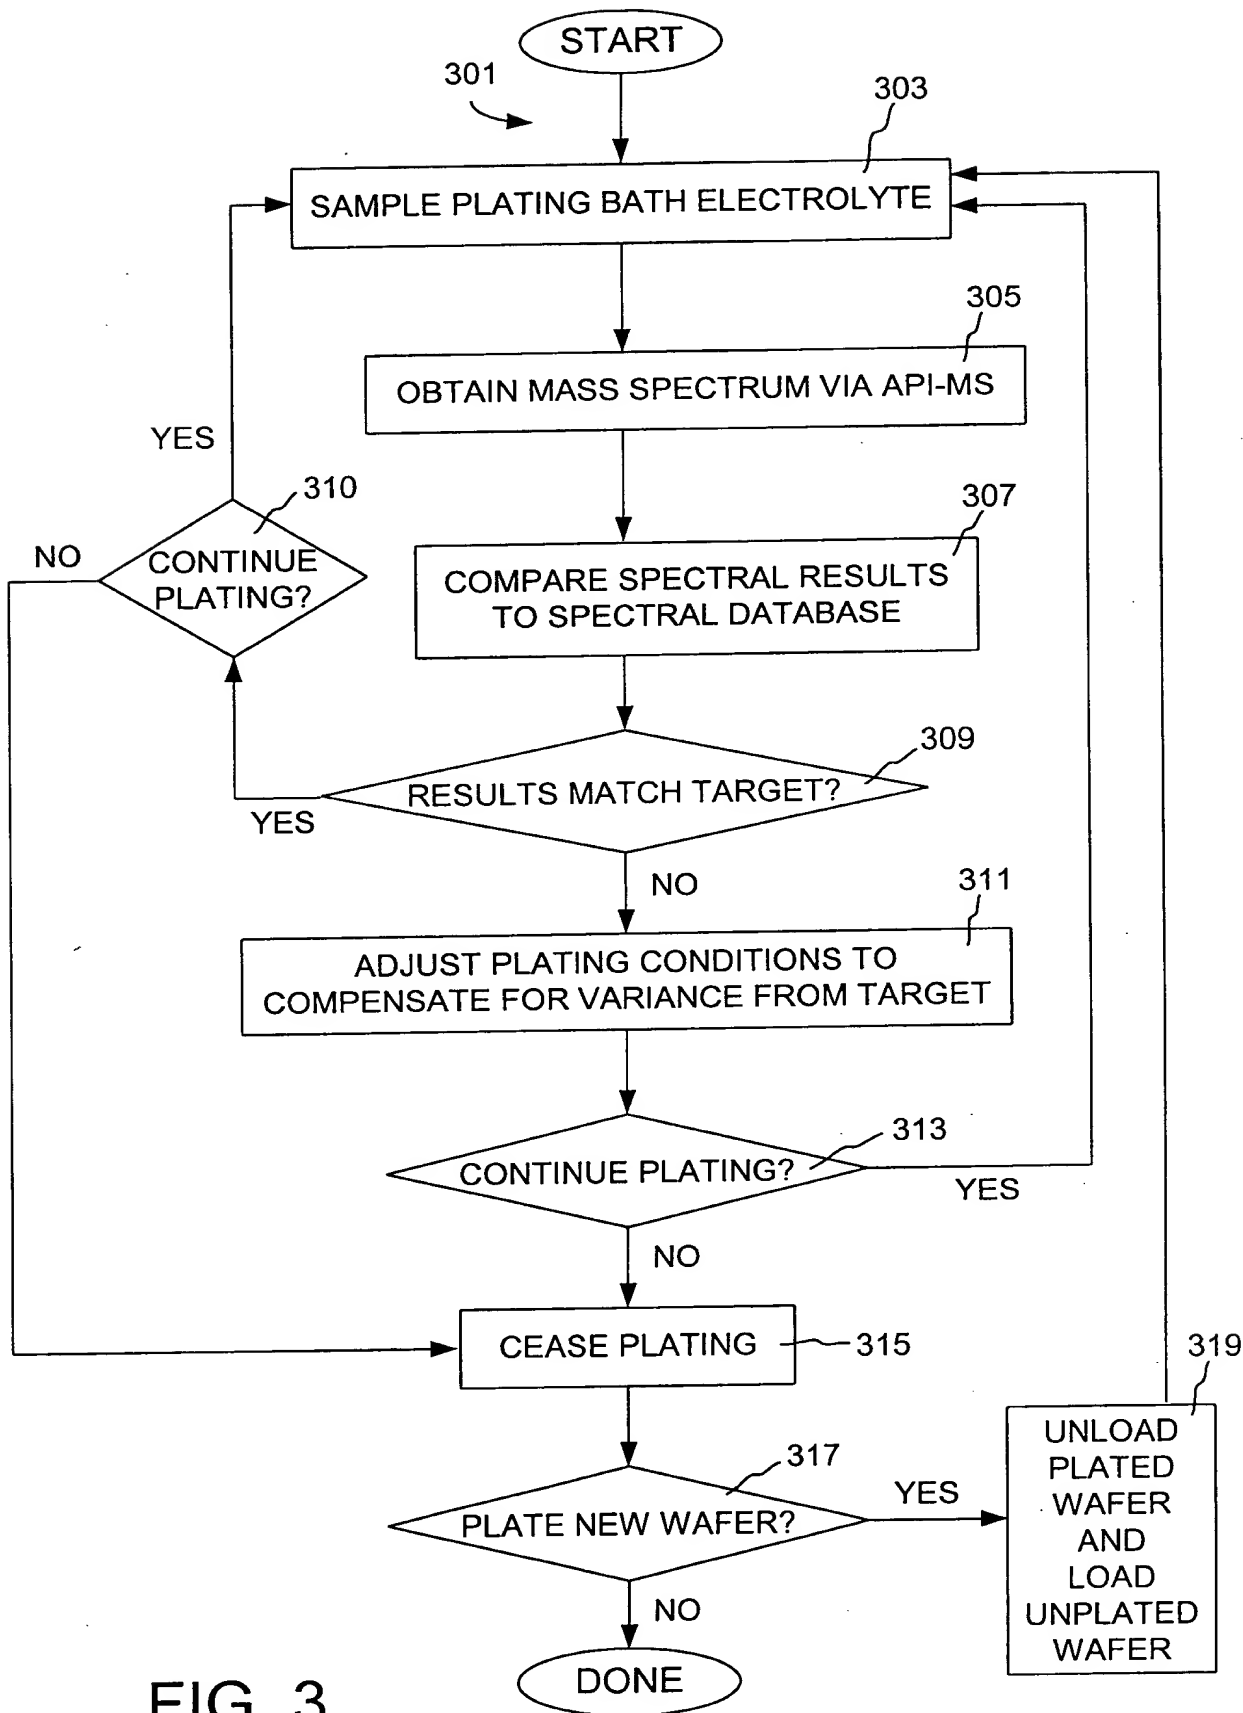 START
301
303
SAMPLE PLATING BATH ELECTROLYTE
305
OBTAIN MASS SPECTRUM VIA API-MS
YES
310
307
NO
CONTINUE
PLATING?
COMPARE SPECTRAL RESULTS
TO SPECTRAL DATABASE
309
RESULTS MATCH TARGET?
YES
NO
311
ADJUST PLATING CONDITIONS TO
COMPENSATE FOR VARIANCE FROM TARGET
313
CONTINUE PLATING?
YES
NO
CEASE PLATING
315
319
UNLOAD
PLATED
WAFER
AND
LOAD
UNPLATED
WAFER
317
YES
PLATE NEW WAFER?
NO
DONE
FIG. 3